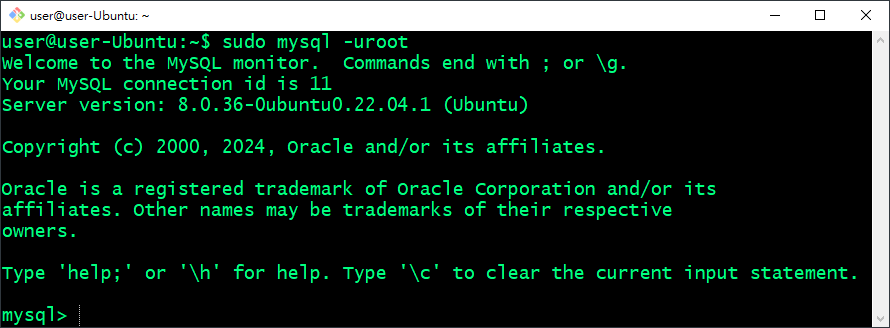 user@user-Ubuntu: ~
user@user-Ubuntu:~$ sudo mysql -uroot
Welcome to the MySQL monitor.  Commands end with ; or \g.
Your MySQL connection id is 11
Server version: 8.0.36-0ubuntu0.22.04.1 (Ubuntu)

Copyright (c) 2000, 2024, Oracle and/or its affiliates.

Oracle is a registered trademark of Oracle Corporation and/or its
affiliates. Other names may be trademarks of their respective
owners.

Type 'help;' or '\h' for help. Type '\c' to clear the current input statement.

mysql>